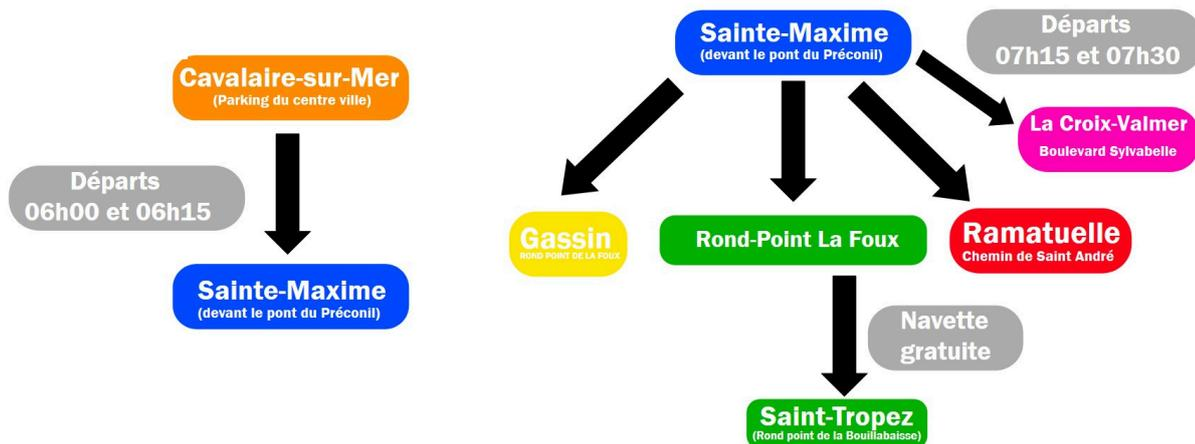 Cavalaire-sur-Mer
(Parking du centre ville)
Départs
06h00 et 06h15
Sainte-Maxime
(devant le pont du Préconil)
Sainte-Maxime
(devant le pont du Préconil)
Départs
07h15 et 07h30
La Croix-Valmer
Boulevard Sylvabelle
Gassin
ROND POINT DE LA FOUX
Rond-Point La Foux
Ramatuelle
Chemin de Saint André
Navette
gratuite
Saint-Tropez
(Rond point de la Bouillabaisse)